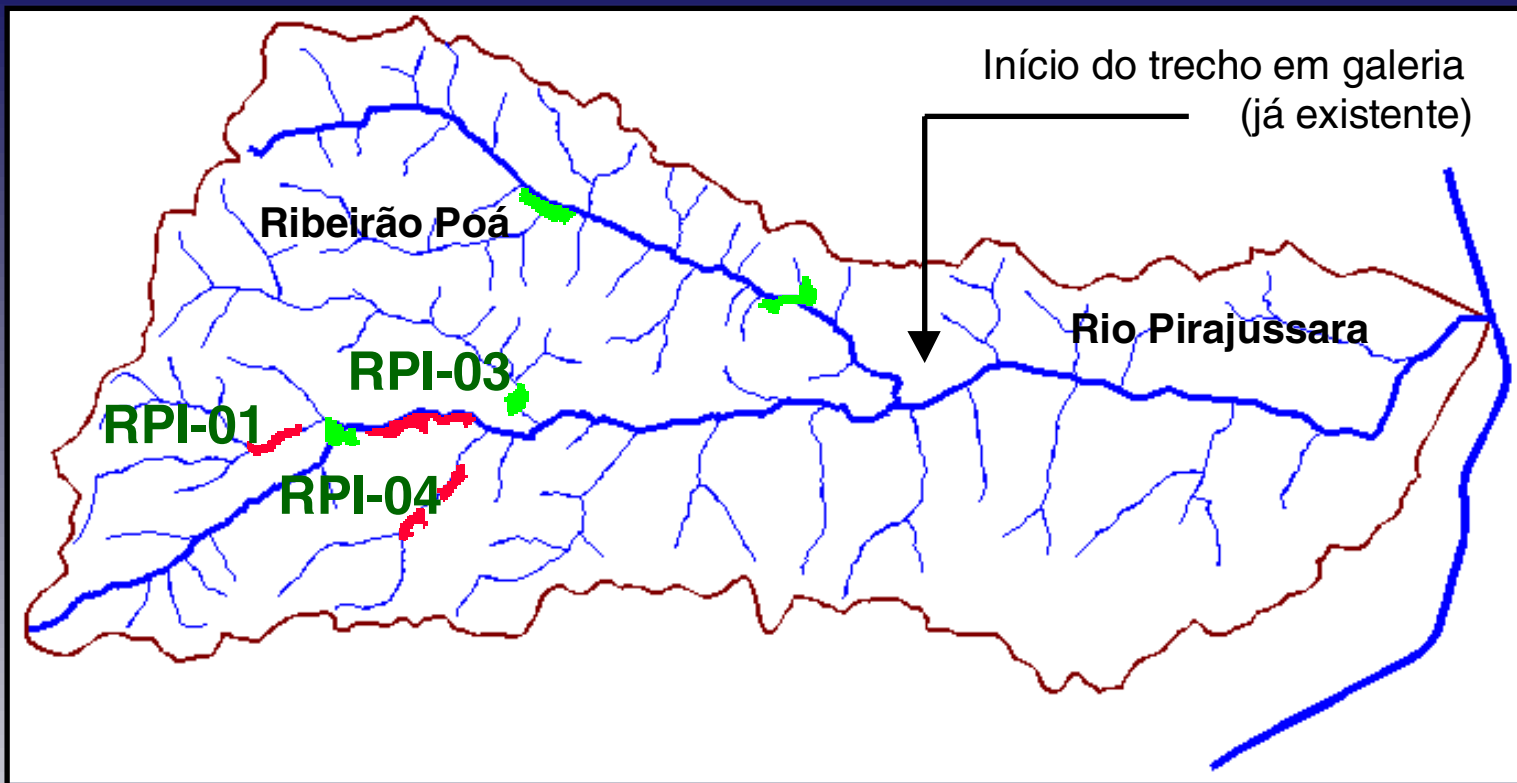 Início do trecho em galeria
(já existente)
Ribeirão Poá
Rio Pirajussara
RPI-03
RPI-01
RPI-04